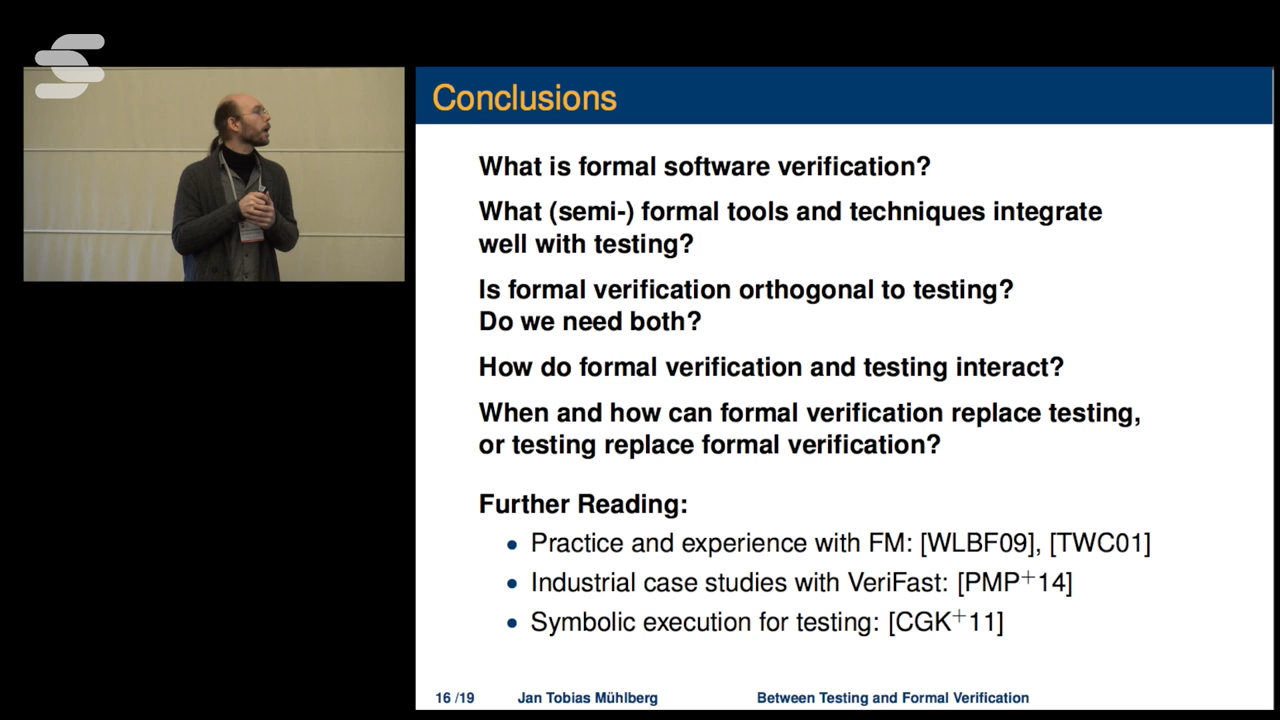 Conclusions
What is formal software verification?
What (semi-) formal tools and techniques integrate
well with testing?
Is formal verification orthogonal to testing?
Do we need both?
How do formal verification and testing interact?
When and how can formal verification replace testing,
or testing replace formal verification?
Further Reading:
• Practice and experience with FM: [WLBF09], [TWC01]
• Industrial case studies with VeriFast: [PMP+14]
• Symbolic execution for testing: [CGK+11]
16 /19 Jan Tobias Mühlberg Between Testing and Formal Verification